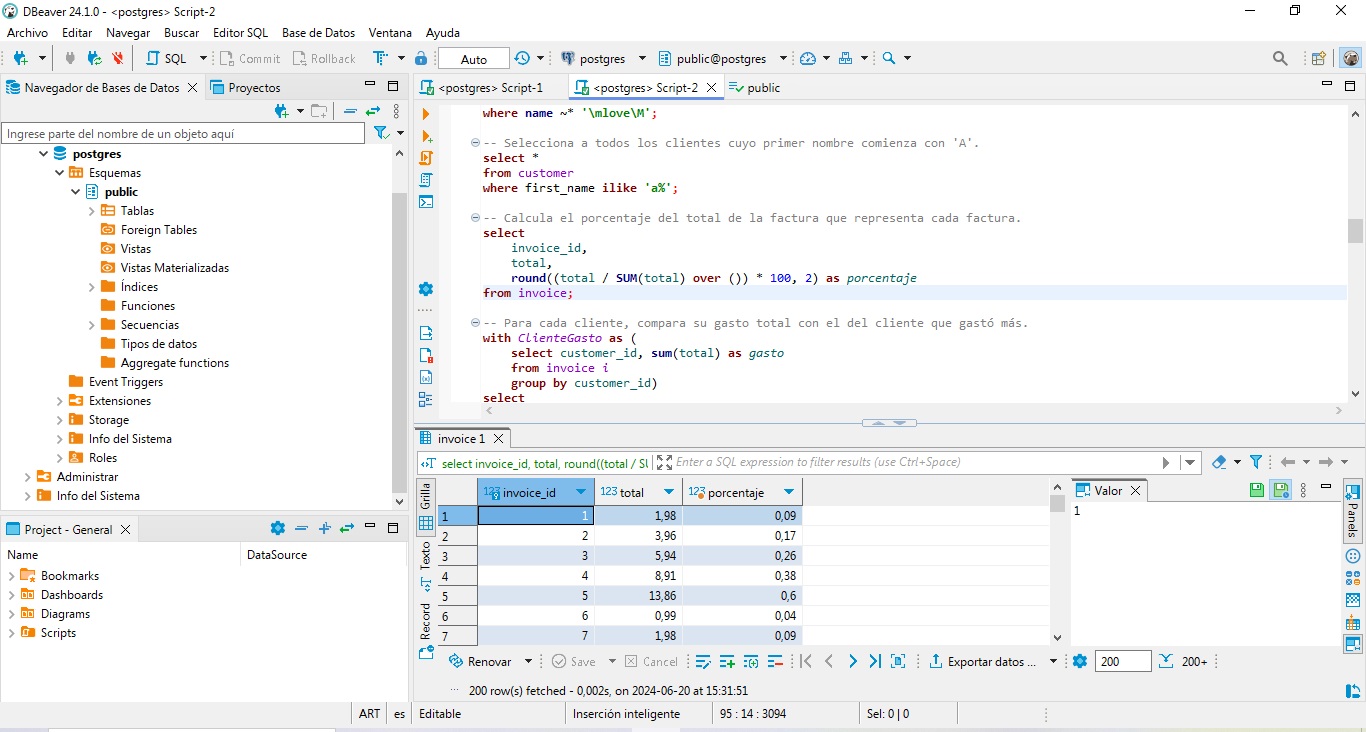 DBeaver 24.1.0 - <postgres> Script-2
Archivo Editar Navegar Buscar Editor SQL Base de Datos Ventana Ayuda
SQL Commit Rollback Auto postgres public@postgres
Navegador de Bases de Datos Proyectos
Ingrese parte del nombre de un objeto aquí
postgres
Esquemas
public
Tablas
Foreign Tables
Vistas
Vistas Materializadas
Índices
Funciones
Secuencias
Tipos de datos
Aggregate functions
Event Triggers
Extensiones
Storage
Info del Sistema
Roles
Administrar
Info del Sistema
Project - General
Name DataSource
Bookmarks
Dashboards
Diagrams
Scripts
<postgres> Script-1 <postgres> Script-2 public
where name ~* '\mlove\M';
-- Selecciona a todos los clientes cuyo primer nombre comienza con 'A'.
select *
from customer
where first_name ilike 'a%';
-- Calcula el porcentaje del total de la factura que representa cada factura.
select
invoice_id,
total,
round((total / SUM(total) over ()) * 100, 2) as porcentaje
from invoice;
-- Para cada cliente, compara su gasto total con el del cliente que gastó más.
with ClienteGasto as (
select customer_id, sum(total) as gasto
from invoice i
group by customer_id)
select
invoice 1
select invoice_id, total, round((total / SU Enter a SQL expression to filter results (use Ctrl+Space)
Grilla
Texto
Record
123 invoice_id 123 total 123 porcentaje
1 1 1,98 0,09
2 2 3,96 0,17
3 3 5,94 0,26
4 4 8,91 0,38
5 5 13,86 0,6
6 6 0,99 0,04
7 7 1,98 0,09
Valor
1
Panels
Renovar Save Cancel Exportar datos ... 200 200+
200 row(s) fetched - 0,002s, on 2024-06-20 at 15:31:51
ART es Editable Inserción inteligente 95 : 14 : 3094 Sel: 0 | 0